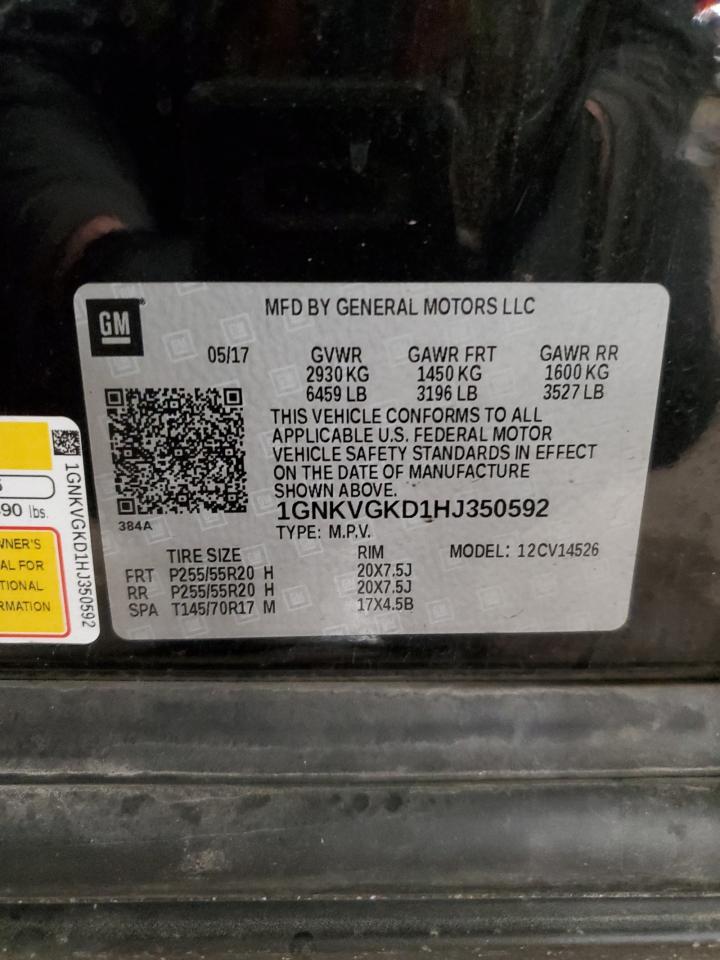 GM
MFD BY GENERAL MOTORS LLC
05/17 GVWR GAWR FRT GAWR RR
2930 KG 1450 KG 1600 KG
6459 LB 3196 LB 3527 LB
THIS VEHICLE CONFORMS TO ALL
APPLICABLE U.S. FEDERAL MOTOR
VEHICLE SAFETY STANDARDS IN EFFECT
ON THE DATE OF MANUFACTURE
SHOWN ABOVE.
1GNKVGKD1HJ350592
384A
TYPE: M.P.V.
TIRE SIZE RIM MODEL: 12CV14526
FRT P255/55R20 H 20X7.5J
RR P255/55R20 H 20X7.5J
SPA T145/70R17 M 17X4.5B
1GNKVGKD1HJ350592
90 lbs.
WNER'S
AL FOR
TIONAL
RMATION